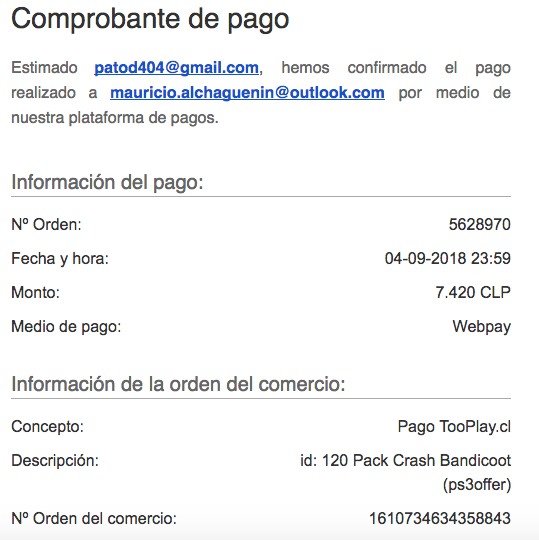 Comprobante de pago
Estimado patod404@gmail.com, hemos confirmado el pago
realizado a mauricio.alchaguenin@outlook.com por medio de
nuestra plataforma de pagos.
Información del pago:
Nº Orden: 5628970
Fecha y hora: 04-09-2018 23:59
Monto: 7.420 CLP
Medio de pago: Webpay
Información de la orden del comercio:
Concepto: Pago TooPlay.cl
Descripción: id: 120 Pack Crash Bandicoot
(ps3offer)
Nº Orden del comercio: 1610734634358843